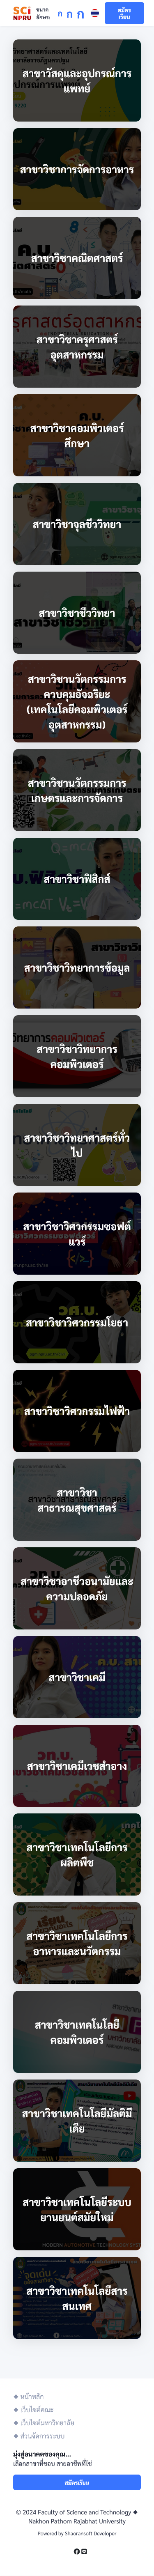 SCi
NPRU
ขนาด
อักษร:
ก ก ก
สมัคร
เรียน
สาขาวัสดุและอุปกรณ์การ
แพทย์
สาขาวิชาการจัดการอาหาร
สาขาวิชาคณิตศาสตร์
สาขาวิชาครุศาสตร์
อุตสาหกรรม
สาขาวิชาคอมพิวเตอร์
ศึกษา
สาขาวิชาจุลชีววิทยา
สาขาวิชาชีววิทยา
สาขาวิชานวัตกรรมการ
ควบคุมอัจฉริยะ
(เทคโนโลยีคอมพิวเตอร์
อุตสาหกรรม)
สาขาวิชานวัตกรรมการ
เกษตรและการจัดการ
สาขาวิชาฟิสิกส์
สาขาวิชาวิทยาการข้อมูล
สาขาวิชาวิทยาการ
คอมพิวเตอร์
สาขาวิชาวิทยาศาสตร์ทั่ว
ไป
สาขาวิชาวิศวกรรมซอฟต์
แวร์
สาขาวิชาวิศวกรรมโยธา
สาขาวิชาวิศวกรรมไฟฟ้า
สาขาวิชา
สาธารณสุขศาสตร์
สาขาวิชาอาชีวอนามัยและ
ความปลอดภัย
สาขาวิชาเคมี
สาขาวิชาเคมีเวชสำอาง
สาขาวิชาเทคโนโลยีการ
ผลิตพืช
สาขาวิชาเทคโนโลยีการ
อาหารและนวัตกรรม
สาขาวิชาเทคโนโลยี
คอมพิวเตอร์
สาขาวิชาเทคโนโลยีมัลติมี
เดีย
สาขาวิชาเทคโนโลยีระบบ
ยานยนต์สมัยใหม่
สาขาวิชาเทคโนโลยีสาร
สนเทศ
หน้าหลัก
เว็บไซต์คณะ
เว็บไซต์มหาวิทยาลัย
ส่วนจัดการระบบ
มุ่งสู่อนาคตของคุณ...
เลือกสาขาที่ชอบ สายอาชีพที่ใช่
สมัครเรียน
© 2024 Faculty of Science and Technology ◆
Nakhon Pathom Rajabhat University
Powered by Shaoransoft Developer